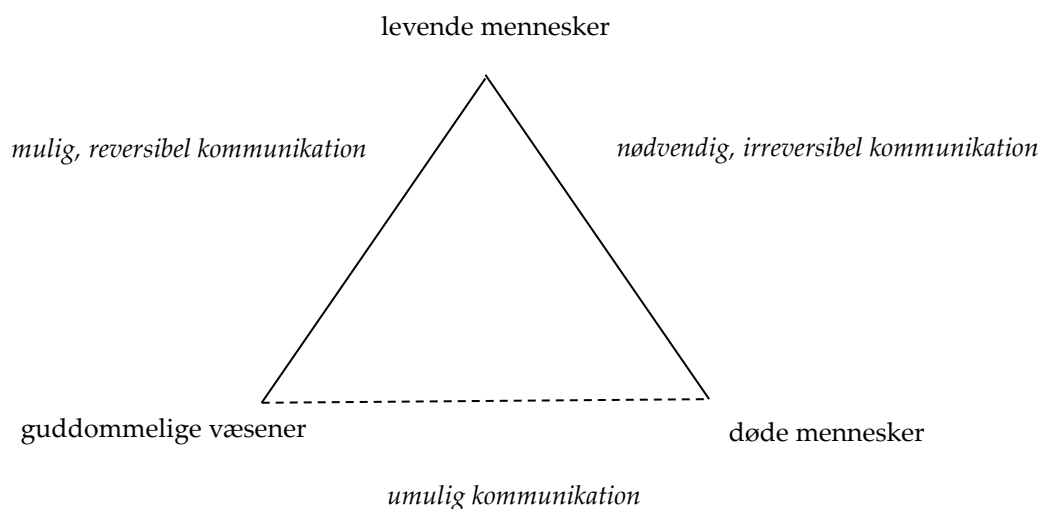 levende mennesker
mulig, reversibel kommunikation
nødvendig, irreversibel kommunikation
guddommelige væsener
døde mennesker
umulig kommunikation